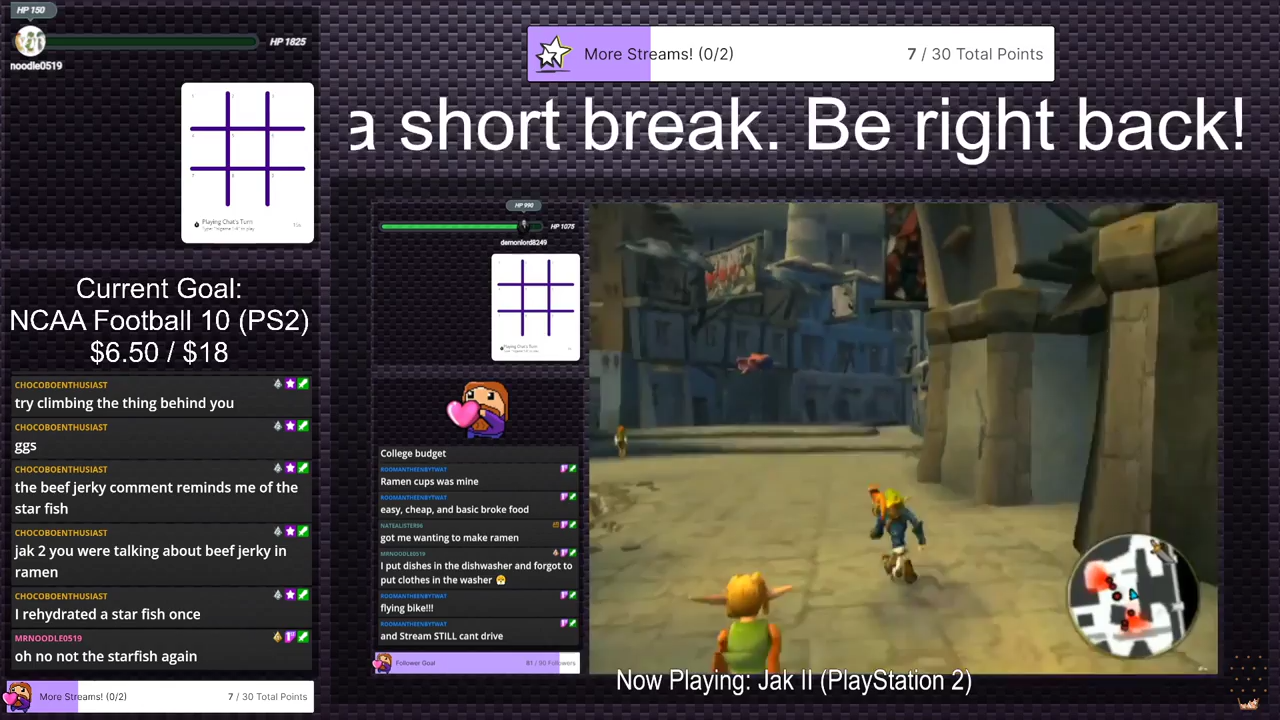 HP 150
HP 1825
noodle0519
More Streams! (0/2)
7 / 30 Total Points
a short break. Be right back!
Playing Chat's Turn
Current Goal:
NCAA Football 10 (PS2)
$6.50 / $18
CHOCOBOENTHUSIAST
try climbing the thing behind you
CHOCOBOENTHUSIAST
ggs
CHOCOBOENTHUSIAST
the beef jerky comment reminds me of the
star fish
CHOCOBOENTHUSIAST
jak 2 you were talking about beef jerky in
ramen
CHOCOBOENTHUSIAST
I rehydrated a star fish once
MRNOODLE0519
oh no not the starfish again
More Streams! (0/2)
7 / 30 Total Points
HP 990
HP 1075
demonlord8249
Playing Chat's Turn
College budget
ROOMANTHEENBYTWAT
Ramen cups was mine
ROOMANTHEENBYTWAT
easy, cheap, and basic broke food
NATEALISTER96
got me wanting to make ramen
MRNOODLE0519
I put dishes in the dishwasher and forgot to
put clothes in the washer
ROOMANTHEENBYTWAT
flying bike!!!
ROOMANTHEENBYTWAT
and Stream STILL cant drive
Follower Goal
81 / 90 Followers
Now Playing: Jak II (PlayStation 2)